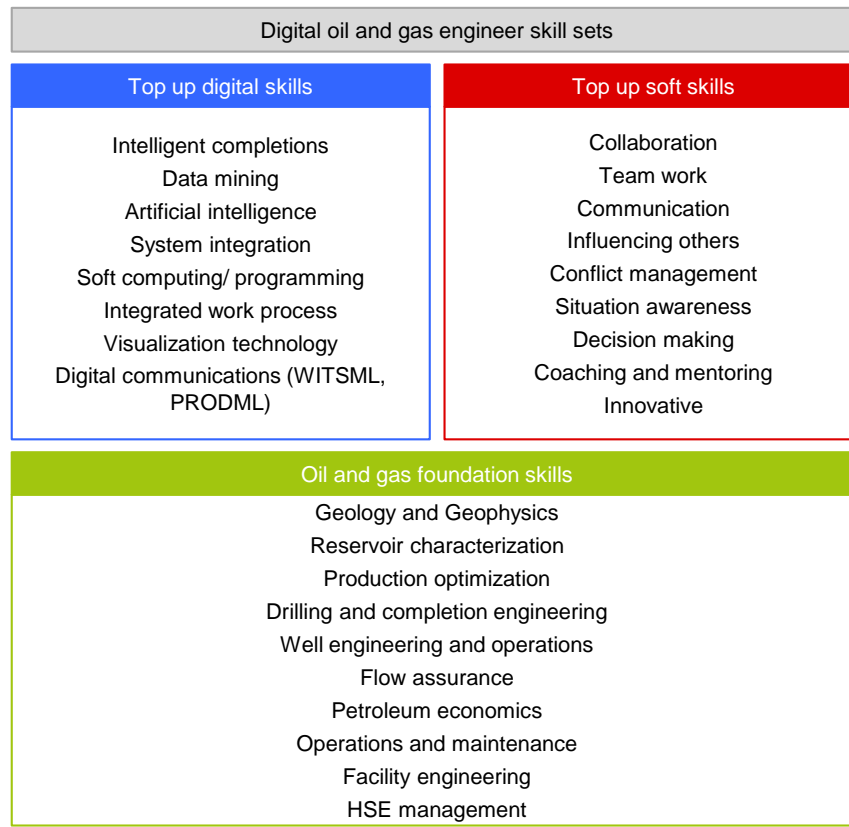 Digital oil and gas engineer skill sets
Top up digital skills
Intelligent completions
Data mining
Artificial intelligence
System integration
Soft computing/ programming
Integrated work process
Visualization technology
Digital communications (WITSML,
PRODML)
Top up soft skills
Collaboration
Team work
Communication
Influencing others
Conflict management
Situation awareness
Decision making
Coaching and mentoring
Innovative
Oil and gas foundation skills
Geology and Geophysics
Reservoir characterization
Production optimization
Drilling and completion engineering
Well engineering and operations
Flow assurance
Petroleum economics
Operations and maintenance
Facility engineering
HSE management